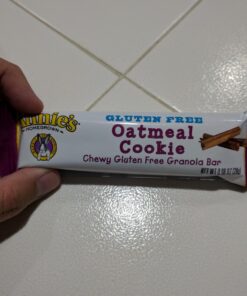 Annie's
HOMEGROWN
GLUTEN FREE
Oatmeal
Cookie
Chewy Gluten Free Granola Bar